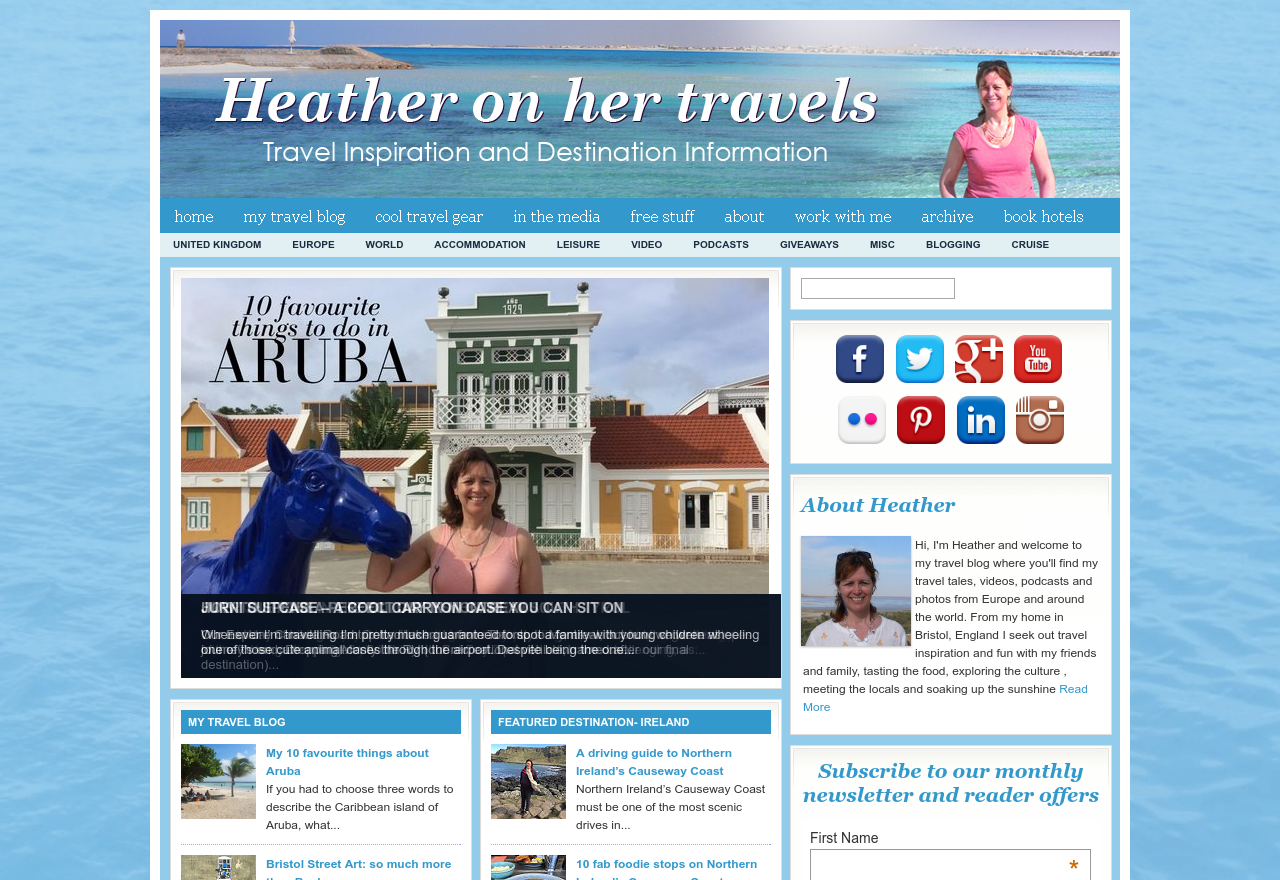 Heather on her travels
Travel Inspiration and Destination Information
home my travel blog cool travel gear in the media free stuff about work with me archive book hotels
UNITED KINGDOM EUROPE WORLD ACCOMMODATION LEISURE VIDEO PODCASTS GIVEAWAYS MISC BLOGGING CRUISE
10 favourite
things to do in
ARUBA
AÑO
1929
JURNI SUITCASE – A COOL CARRYON CASE YOU CAN SIT ON
Whenever I'm travelling I'm pretty much guaranteed to spot a family with young children wheeling
one of those cute animal cases through the airport. Despite being the one...
destination)...
MY TRAVEL BLOG
My 10 favourite things about
Aruba
If you had to choose three words to
describe the Caribbean island of
Aruba, what...
Bristol Street Art: so much more
FEATURED DESTINATION- IRELAND
A driving guide to Northern
Ireland's Causeway Coast
Northern Ireland's Causeway Coast
must be one of the most scenic
drives in...
10 fab foodie stops on Northern
f
g+
You
Tube
in
About Heather
Hi, I'm Heather and welcome to
my travel blog where you'll find my
travel tales, videos, podcasts and
photos from Europe and around
the world. From my home in
Bristol, England I seek out travel
inspiration and fun with my friends
and family, tasting the food, exploring the culture ,
meeting the locals and soaking up the sunshine Read
More
Subscribe to our monthly
newsletter and reader offers
First Name
*